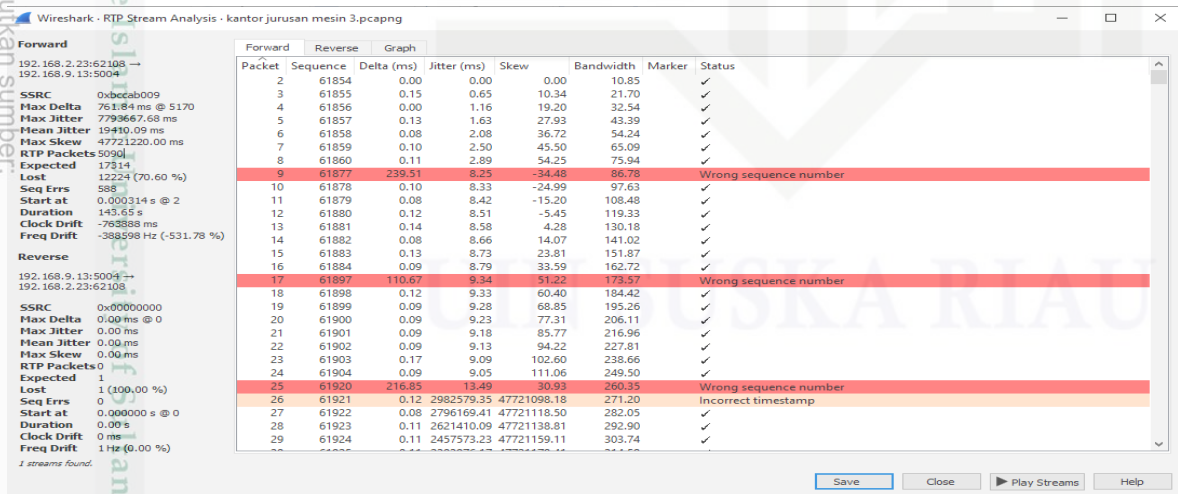 Wireshark · RTP Stream Analysis · kantor jurusan mesin 3.pcapng
Forward
192.168.2.23:62108 →
192.168.9.13:5004
SSRC 0xbccab009
Max Delta 761.84 ms @ 5170
Max Jitter 7793667.68 ms
Mean Jitter 19410.09 ms
Max Skew 47721220.00 ms
RTP Packets 5090
Expected 17314
Lost 12224 (70.60 %)
Seq Errs 588
Start at 0.000314 s @ 2
Duration 143.65 s
Clock Drift -763888 ms
Freq Drift -388598 Hz (-531.78 %)
Reverse
192.168.9.13:5004 →
192.168.2.23:62108
SSRC 0x00000000
Max Delta 0.00 ms @ 0
Max Jitter 0.00 ms
Mean Jitter 0.00 ms
Max Skew 0.00 ms
RTP Packets 0
Expected 1
Lost 1 (100.00 %)
Seq Errs 0
Start at 0.000000 s @ 0
Duration 0.00 s
Clock Drift 0 ms
Freq Drift 1 Hz (0.00 %)
1 streams found.
Forward Reverse Graph
Packet Sequence Delta (ms) Jitter (ms) Skew Bandwidth Marker Status
2 61854 0.00 0.00 0.00 10.85 ✓
3 61855 0.15 0.65 10.34 21.70 ✓
4 61856 0.00 1.16 19.20 32.54 ✓
5 61857 0.13 1.63 27.93 43.39 ✓
6 61858 0.08 2.08 36.72 54.24 ✓
7 61859 0.10 2.50 45.50 65.09 ✓
8 61860 0.11 2.89 54.25 75.94 ✓
9 61877 239.51 8.25 -34.48 86.78 Wrong sequence number
10 61878 0.10 8.33 -24.99 97.63 ✓
11 61879 0.08 8.42 -15.20 108.48 ✓
12 61880 0.12 8.51 -5.45 119.33 ✓
13 61881 0.14 8.58 4.28 130.18 ✓
14 61882 0.08 8.66 14.07 141.02 ✓
15 61883 0.13 8.73 23.81 151.87 ✓
16 61884 0.09 8.79 33.59 162.72 ✓
17 61897 110.67 9.34 51.22 173.57 Wrong sequence number
18 61898 0.12 9.33 60.40 184.42 ✓
19 61899 0.09 9.28 68.85 195.26 ✓
20 61900 0.09 9.23 77.31 206.11 ✓
21 61901 0.09 9.18 85.77 216.96 ✓
22 61902 0.09 9.13 94.22 227.81 ✓
23 61903 0.17 9.09 102.60 238.66 ✓
24 61904 0.09 9.05 111.06 249.50 ✓
25 61920 216.85 13.49 30.93 260.35 Wrong sequence number
26 61921 0.12 2982579.35 47721098.18 271.20 Incorrect timestamp
27 61922 0.08 2796169.41 47721118.50 282.05 ✓
28 61923 0.11 2621410.09 47721138.81 292.90 ✓
29 61924 0.11 2457573.23 47721159.11 303.74 ✓
Save Close Play Streams Help
UIN SUSKA RIAU
utkan sumber.